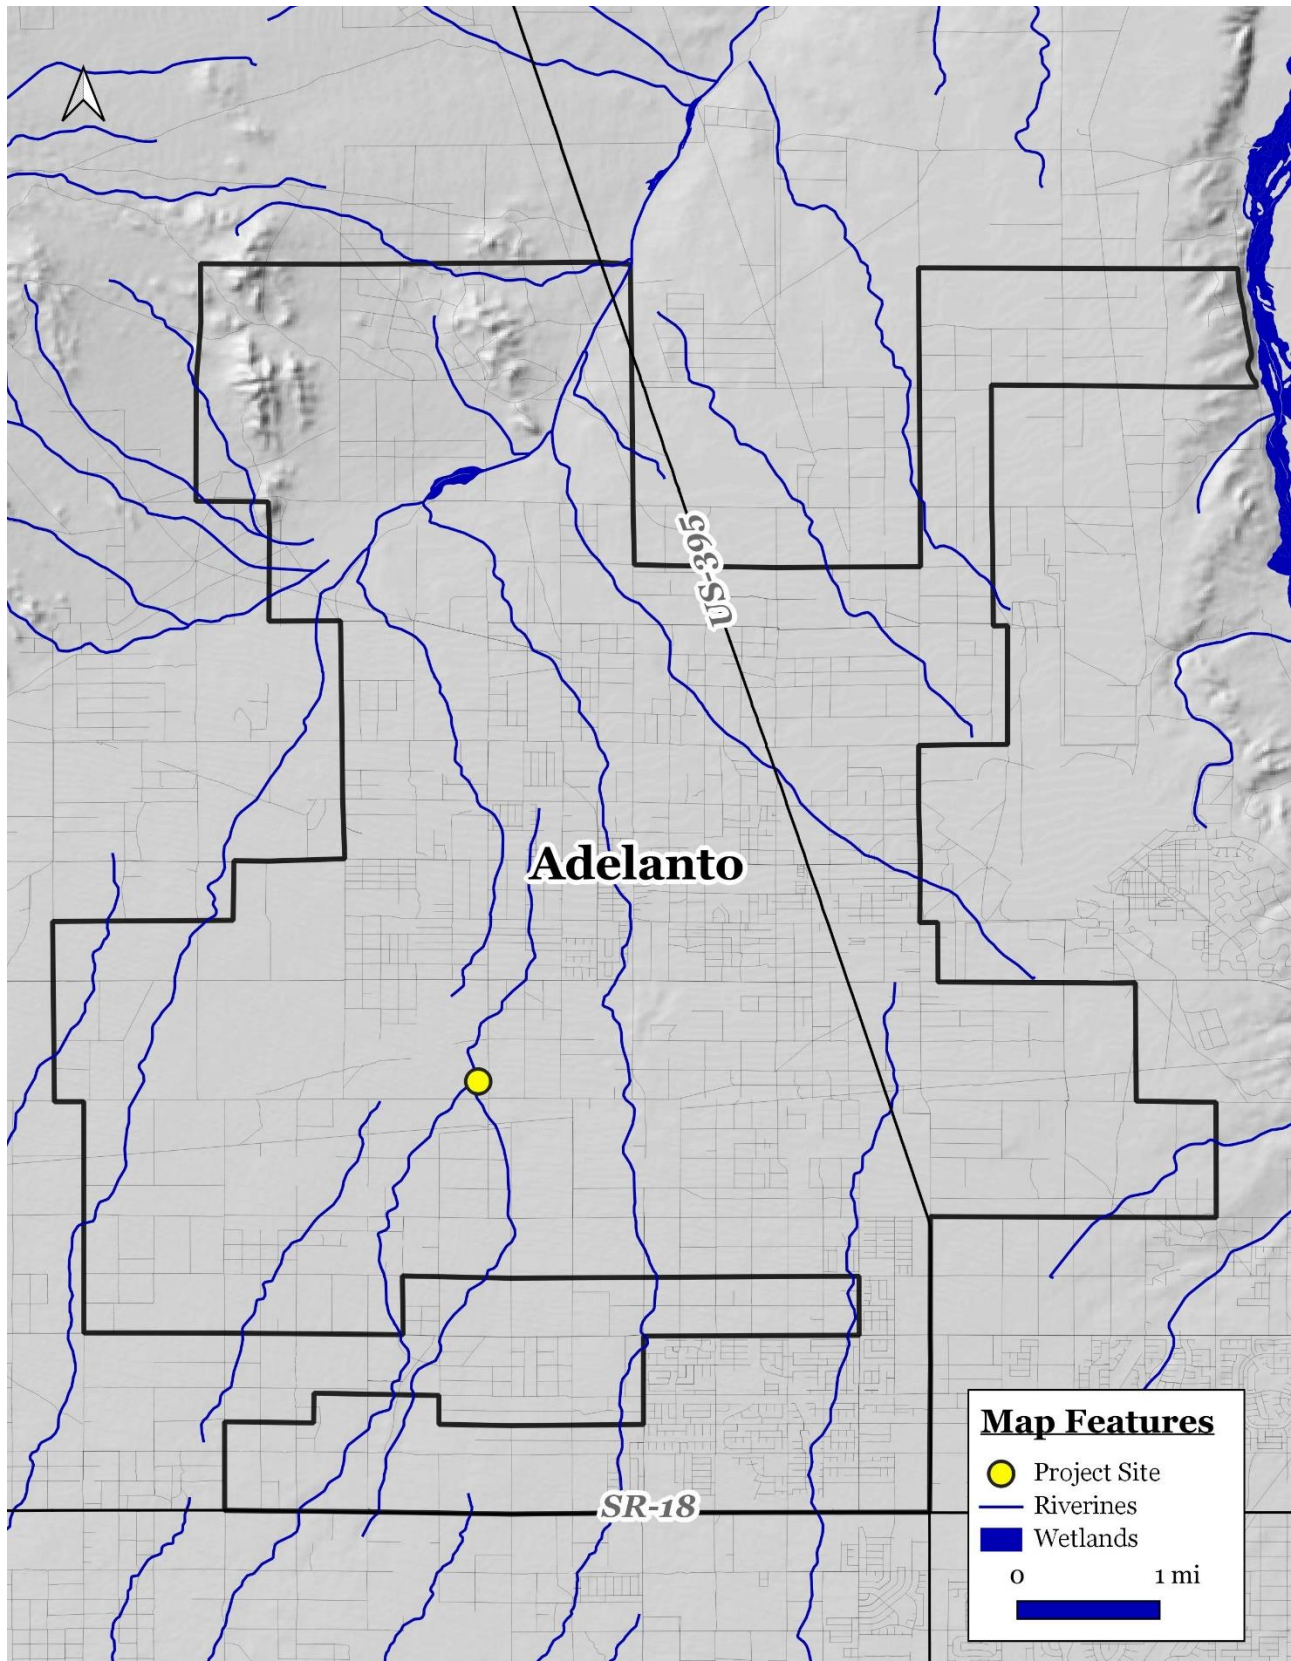 US-395
Adelanto
SR-18
Map Features
Project Site
Riverines
Wetlands
0 1 mi